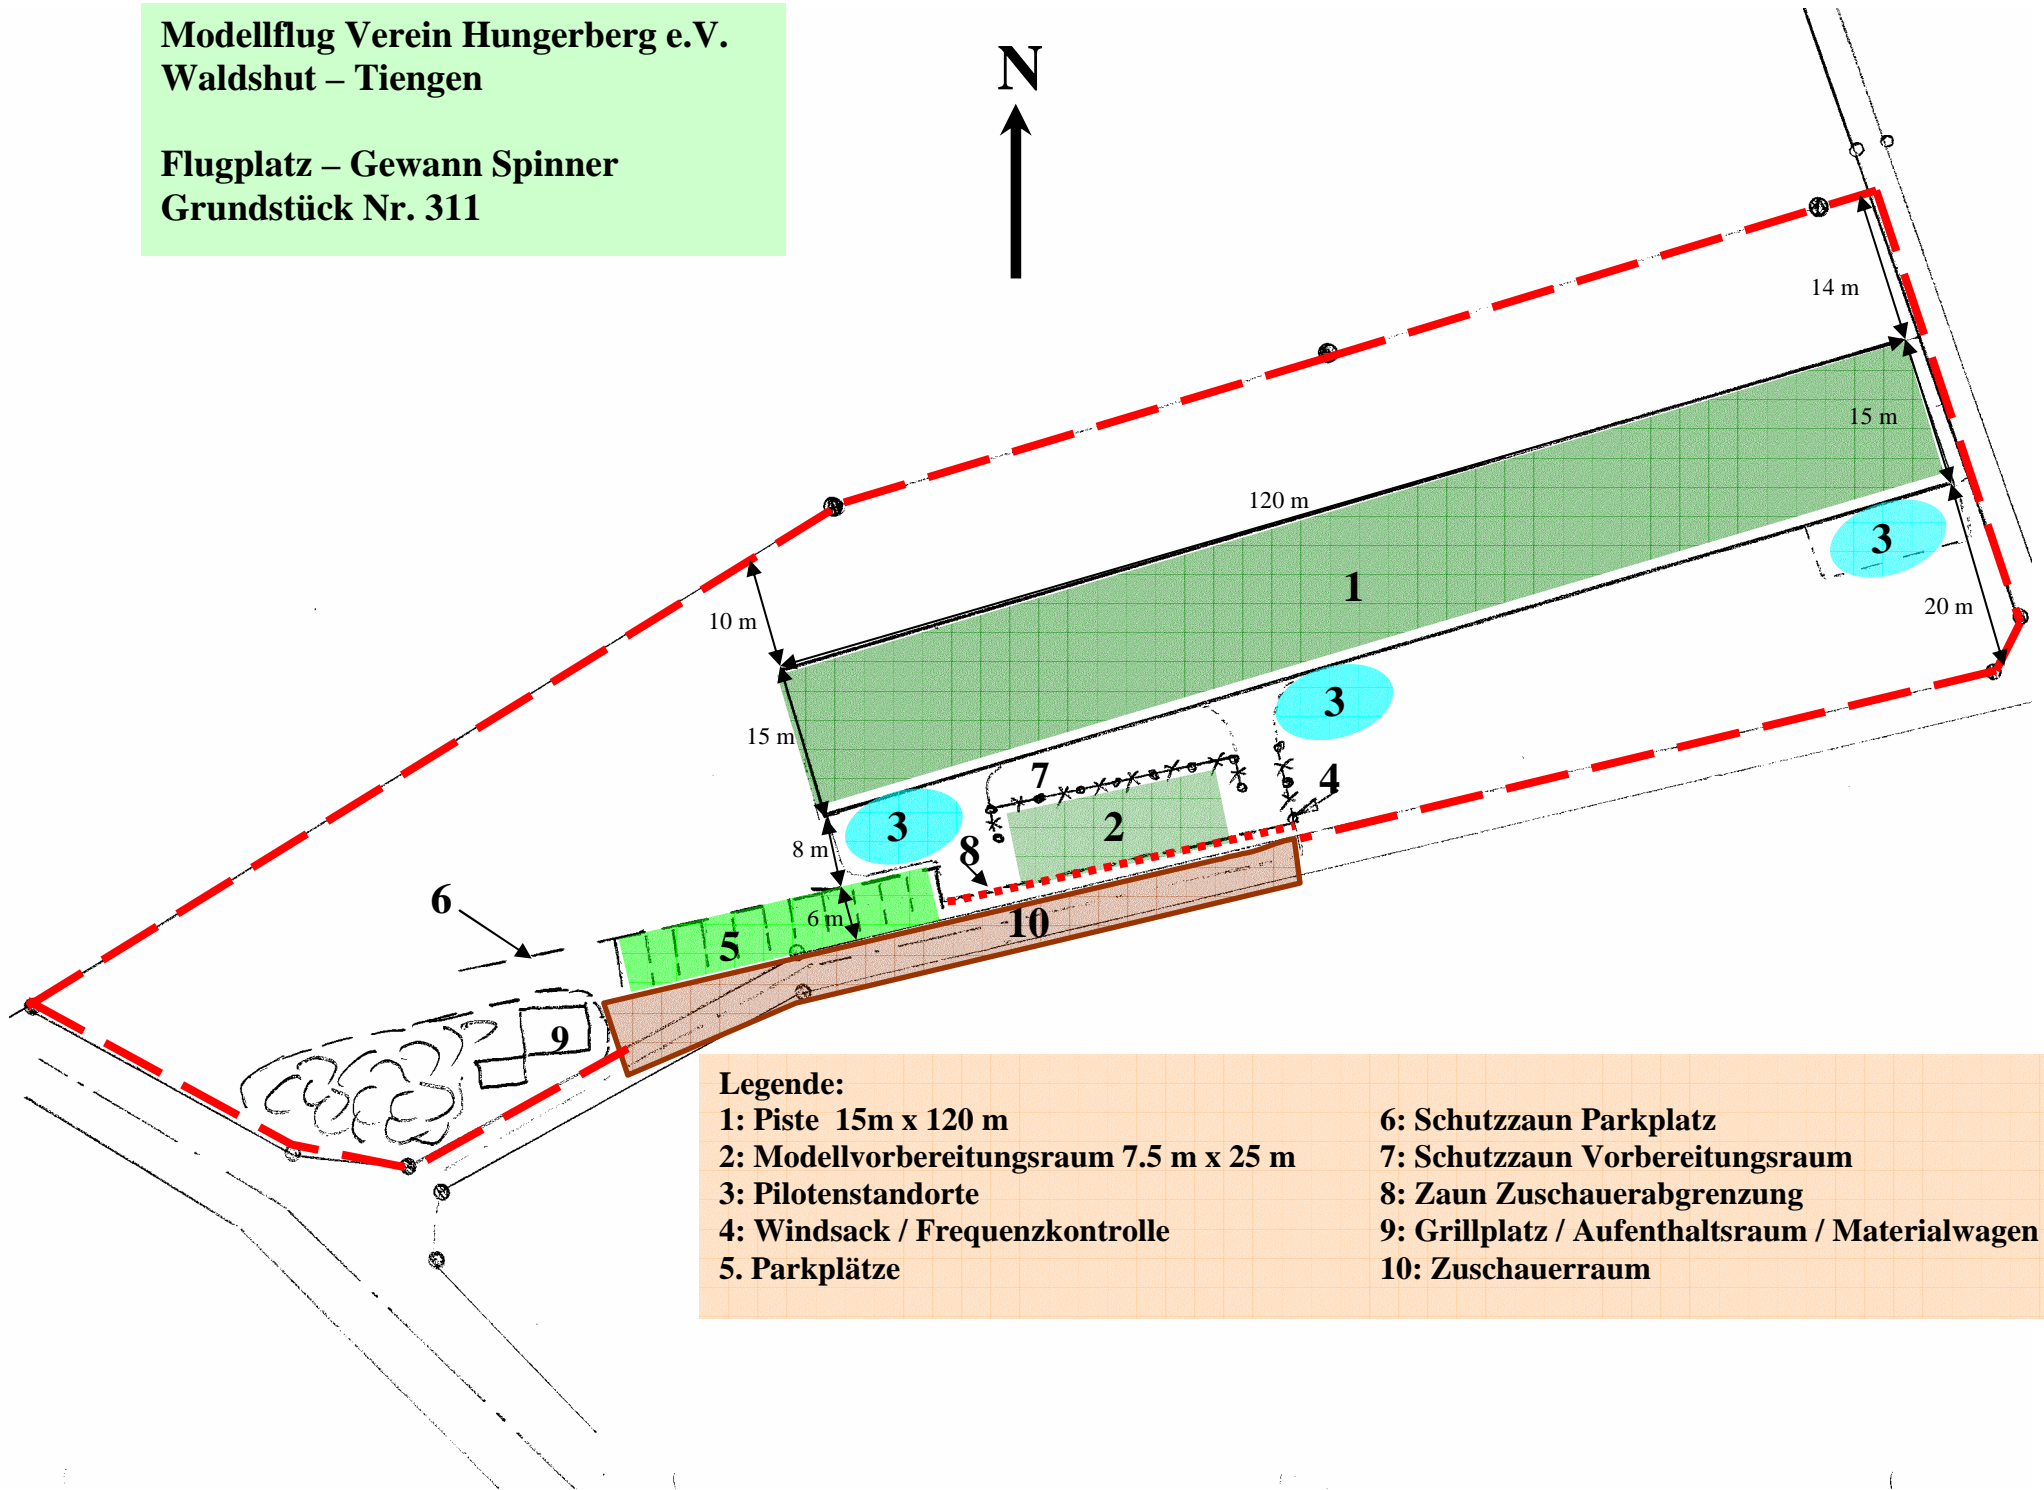 Modellflug Verein Hungerberg e.V.
Waldshut – Tiengen
Flugplatz – Gewann Spinner
Grundstück Nr. 311
N
14 m
15 m
120 m
3
1
20 m
10 m
3
15 m
7
4
3
2
8 m
8
6
6 m
10
5
9
Legende:
1: Piste 15m x 120 m
2: Modellvorbereitungsraum 7.5 m x 25 m
3: Pilotenstandorte
4: Windsack / Frequenzkontrolle
5. Parkplätze
6: Schutzzaun Parkplatz
7: Schutzzaun Vorbereitungsraum
8: Zaun Zuschauerabgrenzung
9: Grillplatz / Aufenthaltsraum / Materialwagen
10: Zuschauerraum